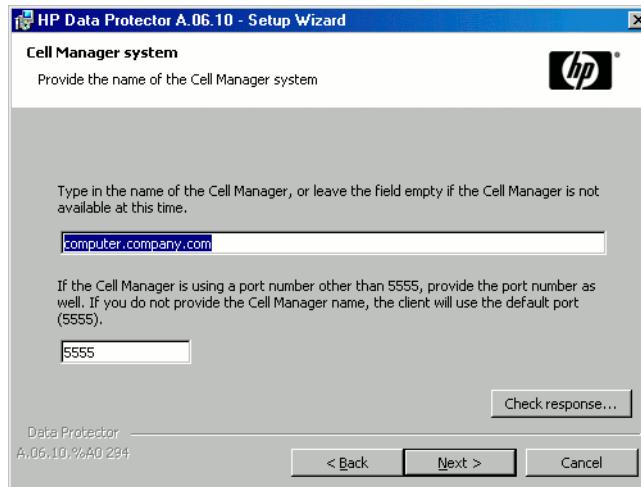 HP Data Protector A.06.10 - Setup Wizard
Cell Manager system
Provide the name of the Cell Manager system
hp
Type in the name of the Cell Manager, or leave the field empty if the Cell Manager is not
available at this time.
computer.company.com
If the Cell Manager is using a port number other than 5555, provide the port number as
well. If you do not provide the Cell Manager name, the client will use the default port
(5555).
5555
Check response...
Data Protector
A.06.10.%A0 294
< Back
Next >
Cancel